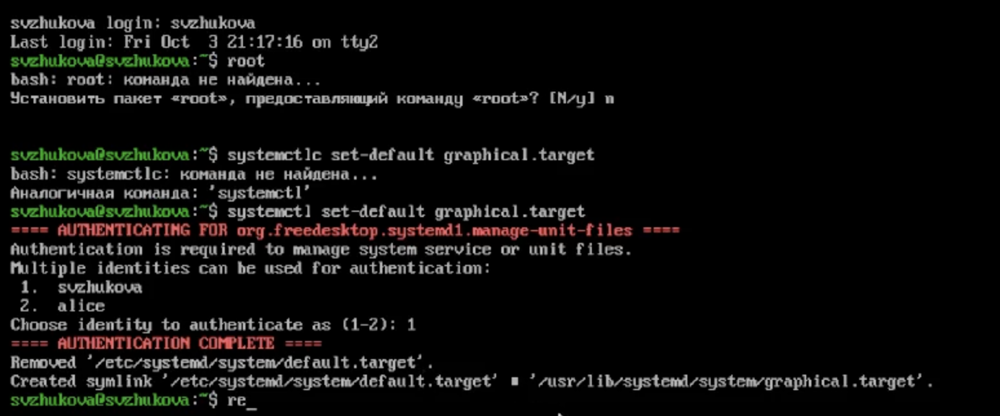 svzhukova login: svzhukova
Last login: Fri Oct  3 21:17:16 on tty2
svzhukova@svzhukova:~$ root
bash: root: команда не найдена...
Установить пакет «root», предоставляющий команду «root»? [N/y] n
svzhukova@svzhukova:~$ systemctlc set-default graphical.target
bash: systemctlc: команда не найдена...
Аналогичная команда: 'systemctl'
svzhukova@svzhukova:~$ systemctl set-default graphical.target
==== AUTHENTICATING FOR org.freedesktop.systemd1.manage-unit-files ====
Authentication is required to manage system service or unit files.
Multiple identities can be used for authentication:
 1.  svzhukova
 2.  alice
Choose identity to authenticate as (1-2): 1
==== AUTHENTICATION COMPLETE ====
Removed '/etc/systemd/system/default.target'.
Created symlink '/etc/systemd/system/default.target' ▪ '/usr/lib/systemd/system/graphical.target'.
svzhukova@svzhukova:~$ re_